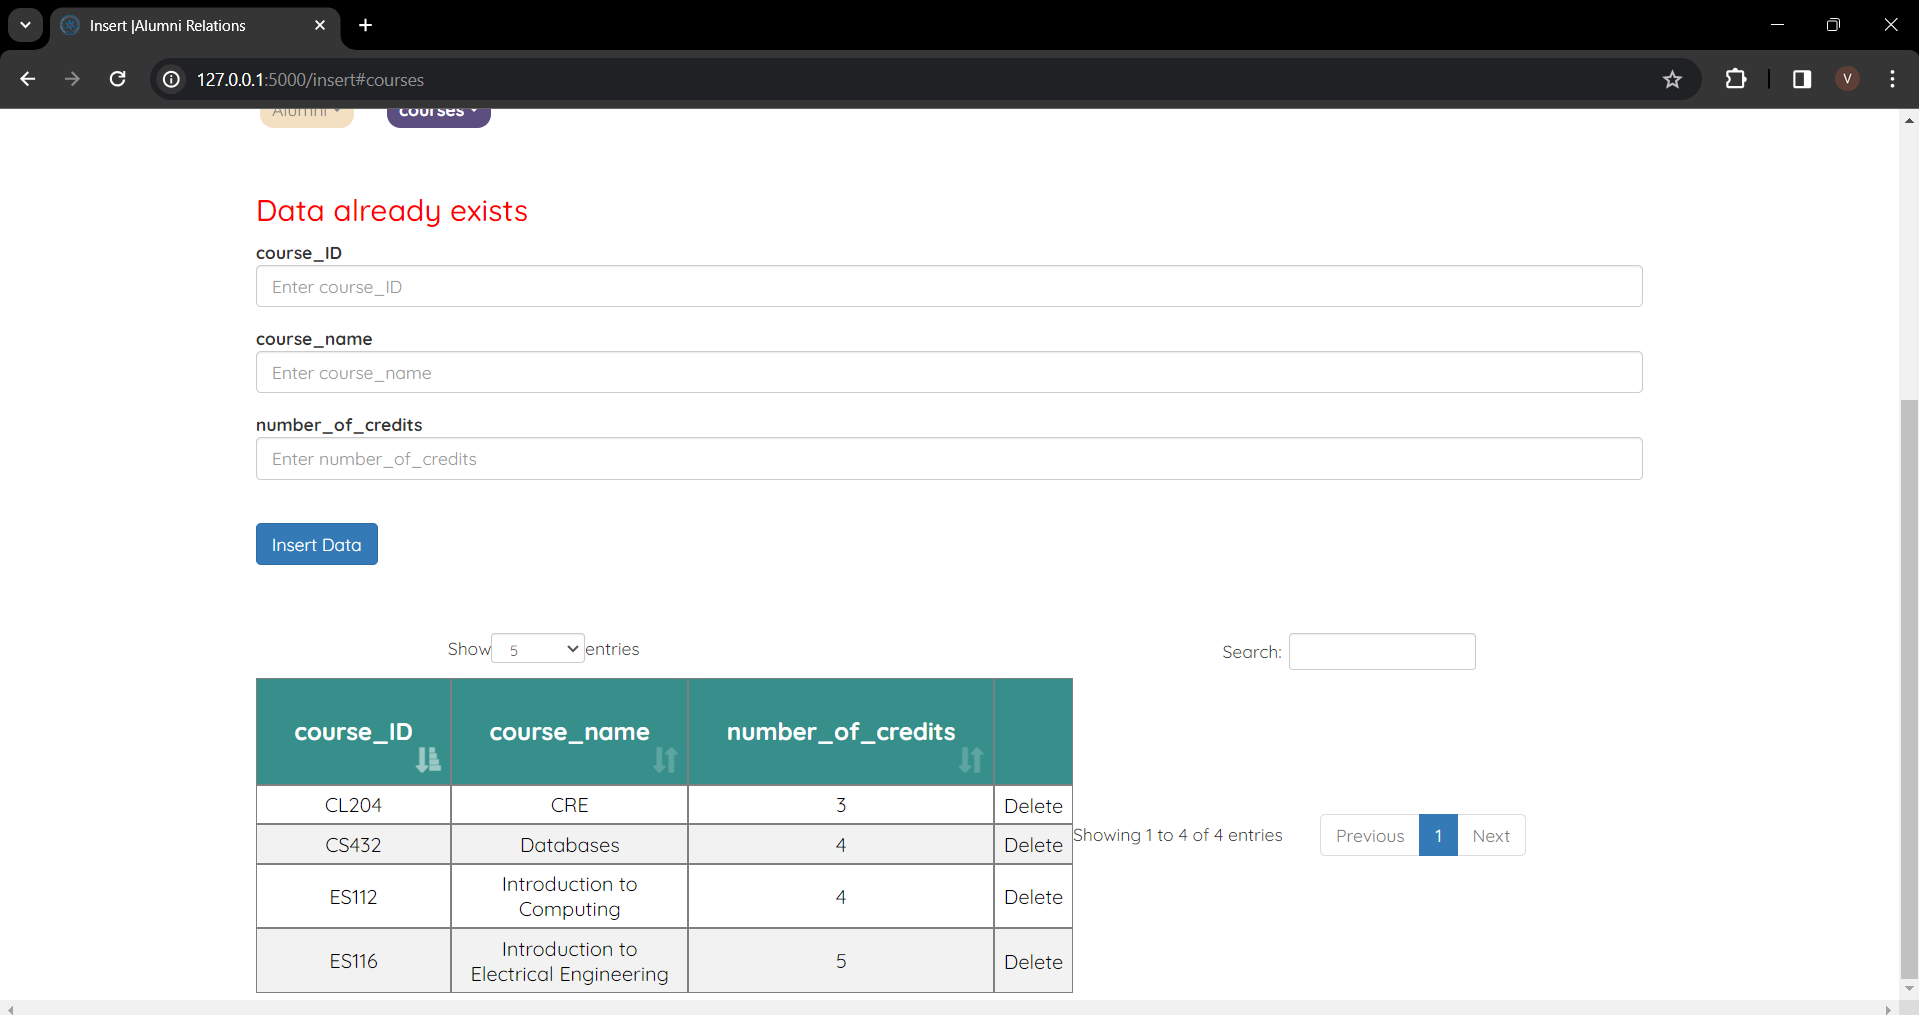 Insert |Alumni Relations
127.0.0.1:5000/insert#courses
V
Alumni courses
Data already exists
course_ID
Enter course_ID
course_name
Enter course_name
number_of_credits
Enter number_of_credits
Insert Data
Show 5 entries Search:
course_ID course_name number_of_credits
CL204 CRE 3 Delete
CS432 Databases 4 Delete
Showing 1 to 4 of 4 entries Previous 1 Next
ES112 Introduction to Computing 4 Delete
ES116 Introduction to Electrical Engineering 5 Delete